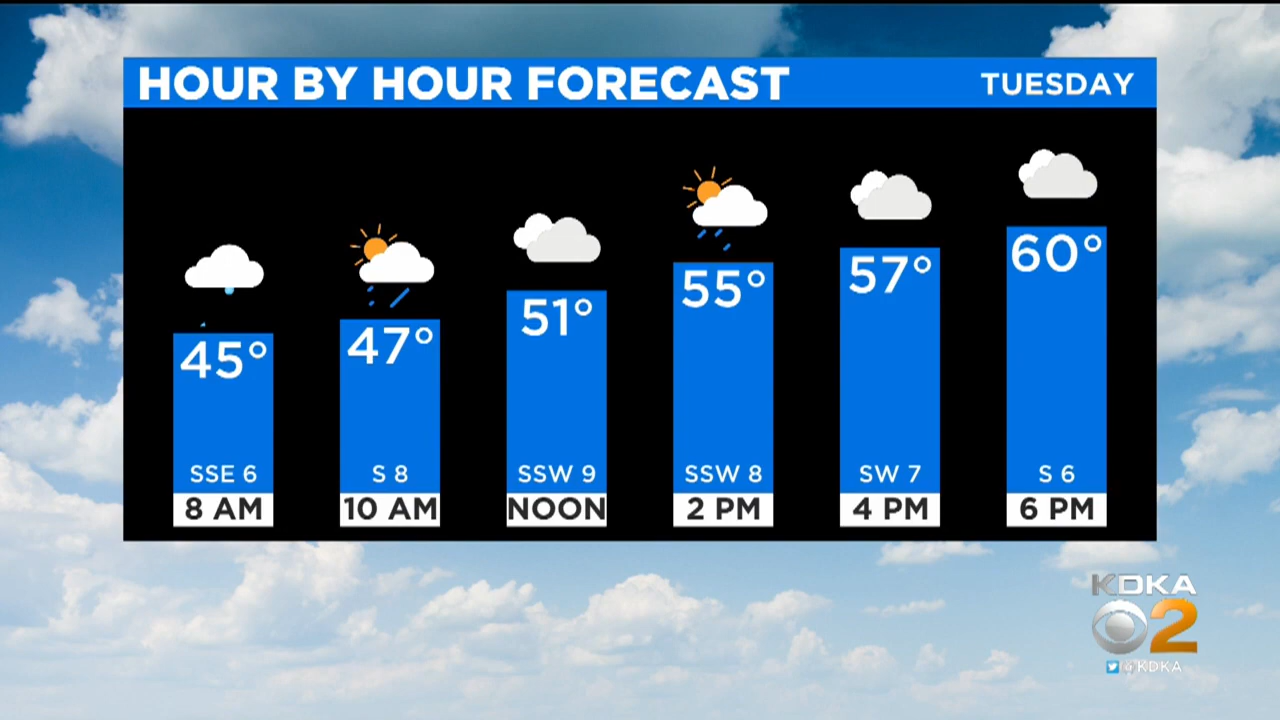 HOUR BY HOUR FORECAST
TUESDAY
45° 47° 51° 55° 57° 60°
SSE 6 S 8 SSW 9 SSW 8 SW 7 S 6
8 AM 10 AM NOON 2 PM 4 PM 6 PM
KDKA
2
@KDKA